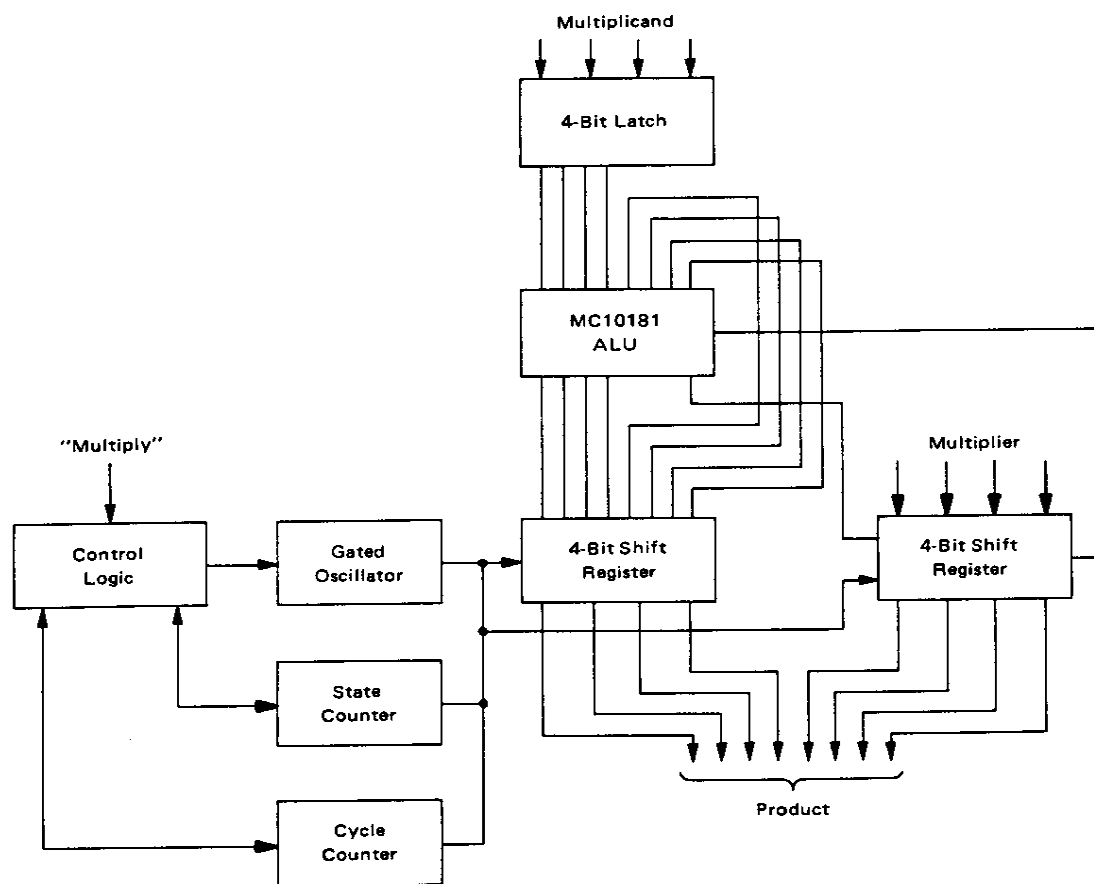 Multiplicand
4-Bit Latch
MC10181
ALU
"Multiply"
Multiplier
Control
Logic
Gated
Oscillator
4-Bit Shift
Register
4-Bit Shift
Register
State
Counter
Product
Cycle
Counter